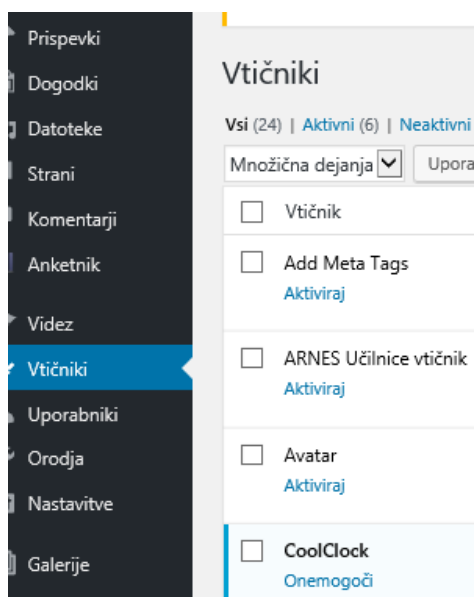 Prispevki
Dogodki
Datoteke
Strani
Komentarji
Anketnik
Videz
Vtičniki
Uporabniki
Orodja
Nastavitve
Galerije
Vtičniki
Vsi (24) | Aktivni (6) | Neaktivni
Množična dejanja Upora
Vtičnik
Add Meta Tags
Aktiviraj
ARNES Učilnice vtičnik
Aktiviraj
Avatar
Aktiviraj
CoolClock
Onemogoči